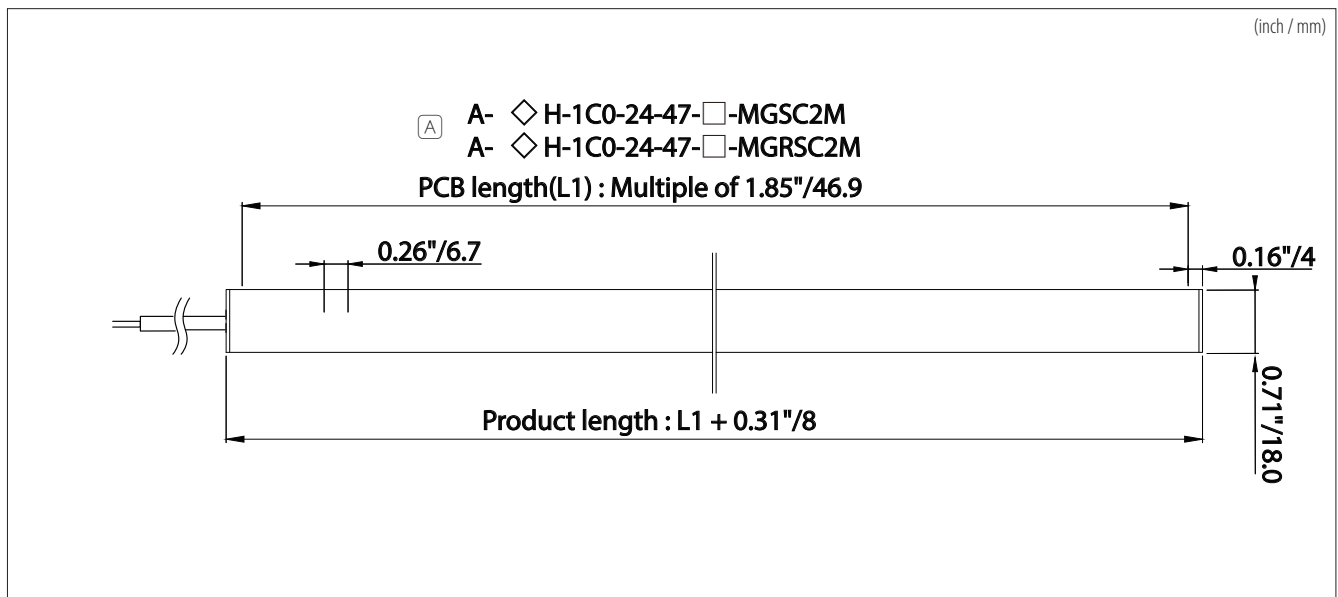 (inch / mm)
A- ◇ H-1C0-24-47-□-MGSC2M
A
A- ◇ H-1C0-24-47-□-MGRSC2M
PCB length(L1) : Multiple of 1.85"/46.9
0.26"/6.7
0.16"/4
Product length : L1 + 0.31"/8
0.71"/18.0